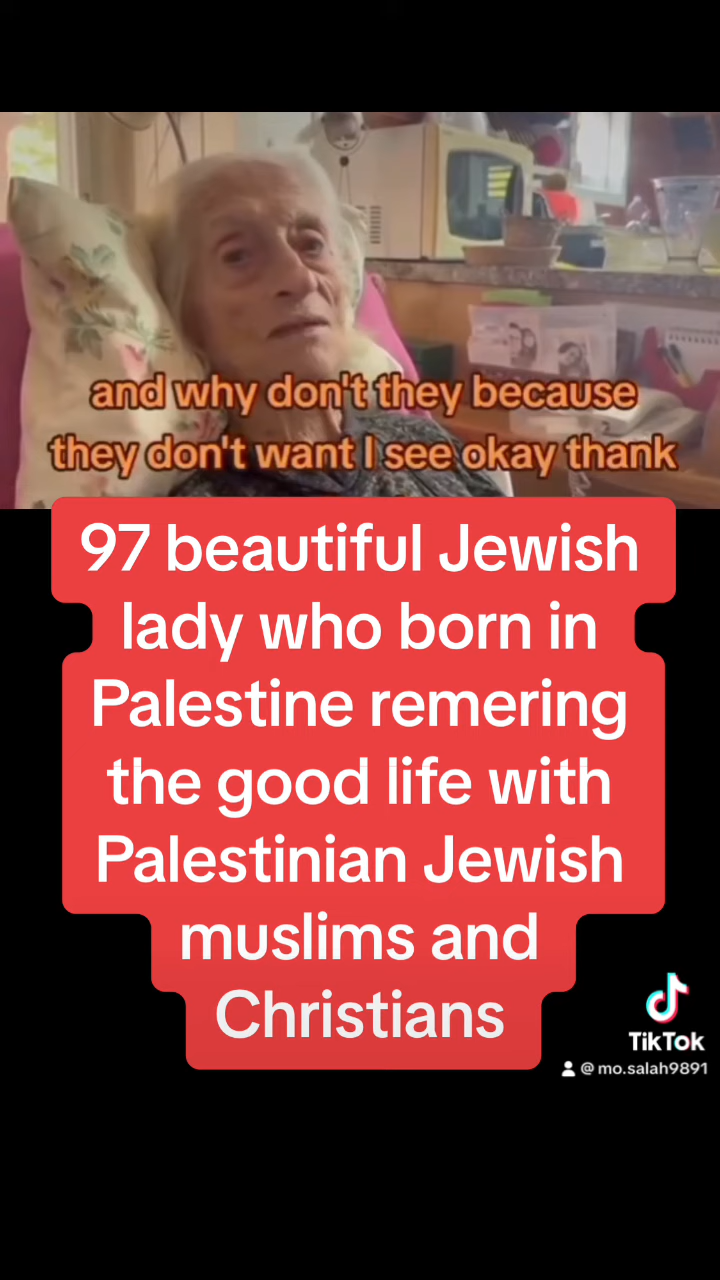 and why don't they because
they don't want I see okay thank
97 beautiful Jewish
lady who born in
Palestine remering
the good life with
Palestinian Jewish
muslims and
Christians
TikTok
@mo.salah9891